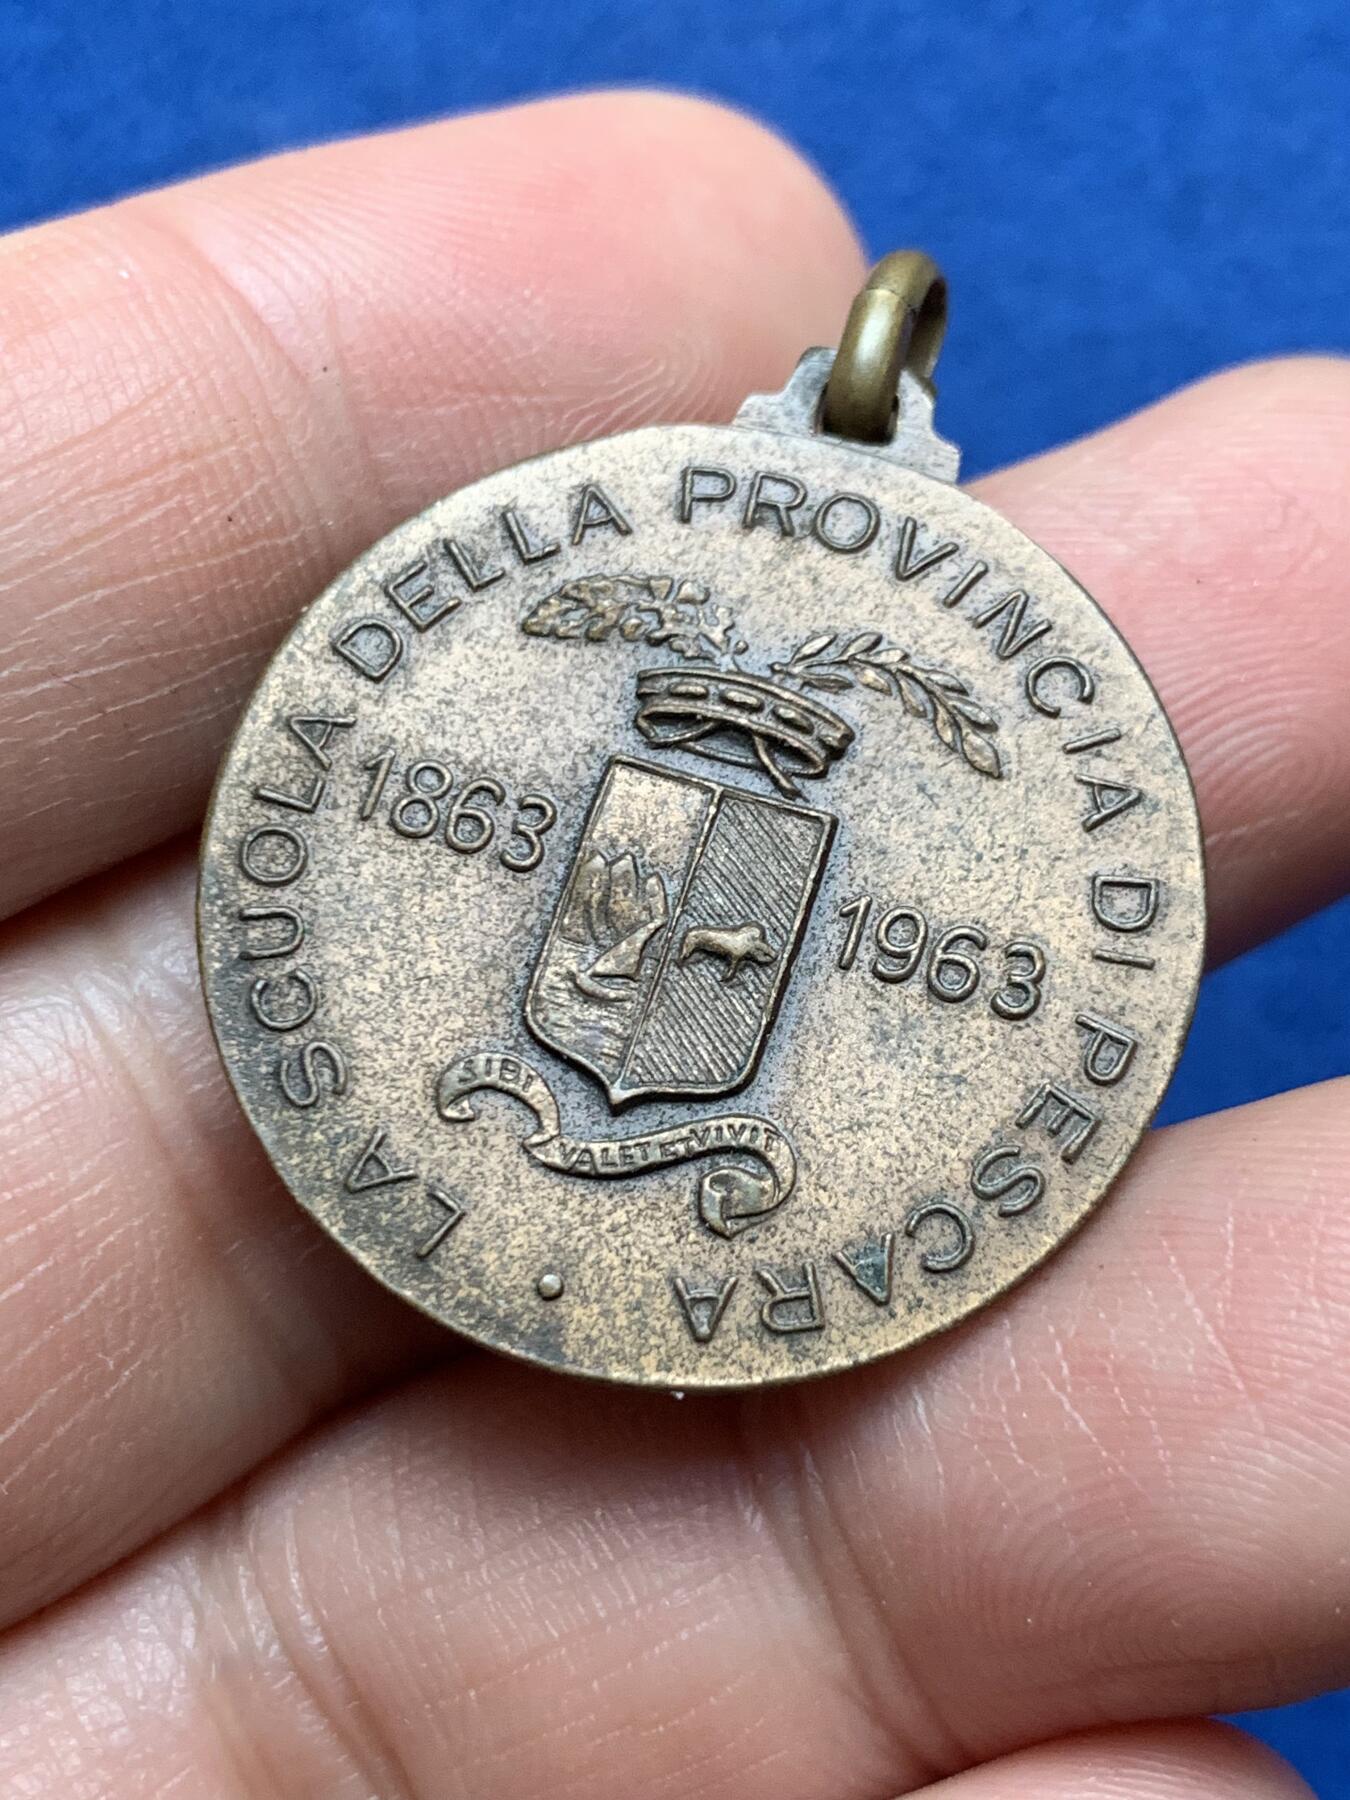 LA SCUOLA DELLA PROVINCIA DI PESCARA
1863
1963
SIBI
VALET ET VIVIT